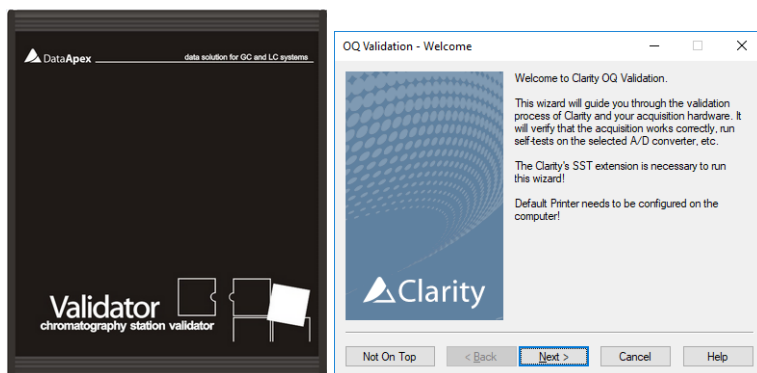 DataApex
data solution for GC and LC systems
Validator
chromatography station validator
OQ Validation - Welcome
Welcome to Clarity OQ Validation.
This wizard will guide you through the validation
process of Clarity and your acquisition hardware. It
will verify that the acquisition works correctly, run
self-tests on the selected A/D converter, etc.
The Clarity's SST extension is necessary to run
this wizard!
Default Printer needs to be configured on the
computer!
Clarity
Not On Top
< Back
Next >
Cancel
Help